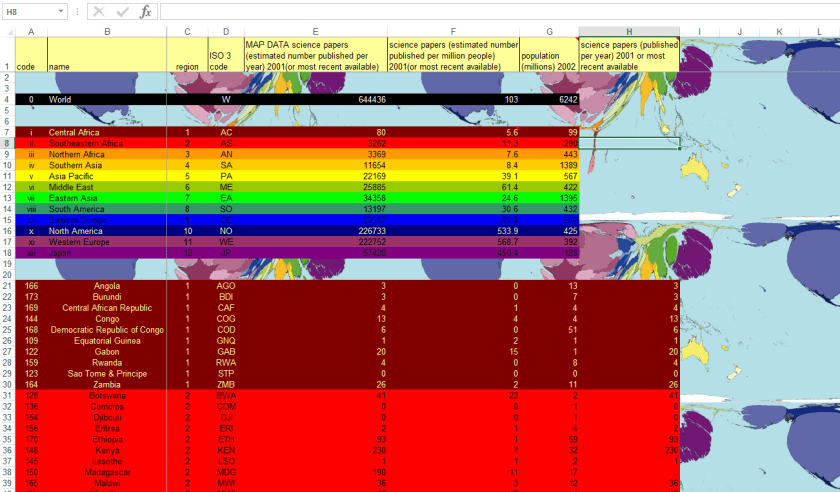 H8
fx
A B C D E F G H I J K L
MAP DATA science papers science papers (estimated number science papers (published
ISO 3 (estimated number published per published per million people) population per year) 2001 or most
1 code name region code year) 2001(or most recent available) 2001(or most recent available) (millions) 2002 recent available
2
3
4 0 World W 644436 103 6242
5
6
7 i Central Africa 1 AC 80 5.6 99
8 ii Southeastern Africa 2 AS 3262 11.3 290
9 iii Northern Africa 3 AN 3369 7.6 443
10 iv Southern Asia 4 SA 11654 8.4 1389
11 v Asia Pacific 5 PA 22169 39.1 567
12 vi Middle East 6 ME 25885 61.4 422
13 vii Eastern Asia 7 EA 34358 24.6 1395
14 viii South America 8 SO 13197 30.6 432
15 Eastern Europe
16 x North America 10 NO 226733 533.9 425
17 xi Western Europe 11 WE 222752 568.7 392
18 xii Japan 12 JP 57420 450.4 128
19
20
21 166 Angola 1 AGO 3 0 13 3
22 173 Burundi 1 BDI 3 0 7 3
23 169 Central African Republic 1 CAF 4 1 4 4
24 144 Congo 1 COG 13 4 4 13
25 168 Democratic Republic of Congo 1 COD 6 0 51 6
26 109 Equatorial Guinea 1 GNQ 1 2 1 1
27 122 Gabon 1 GAB 20 15 1 20
28 159 Rwanda 1 RWA 4 0 8 4
29 123 Sao Tome & Principe 1 STP 0 0 0 0
30 164 Zambia 1 ZMB 26 2 11 26
31 128 Botswana 2 BWA 41 23 2 41
32 136 Comoros 2 COM 0 0 1 0
33 154 Djibouti 2 DJI 0 0 1 0
34 156 Eritrea 2 ERI 2 1 4 2
35 170 Ethiopia 2 ETH 93 1 69 93
36 148 Kenya 2 KEN 230 7 32 230
37 145 Lesotho 2 LSO 1 1 2 1
38 150 Madagascar 2 MDG 190 11 17
39 165 Malawi 2 MWI 36 3 12 36